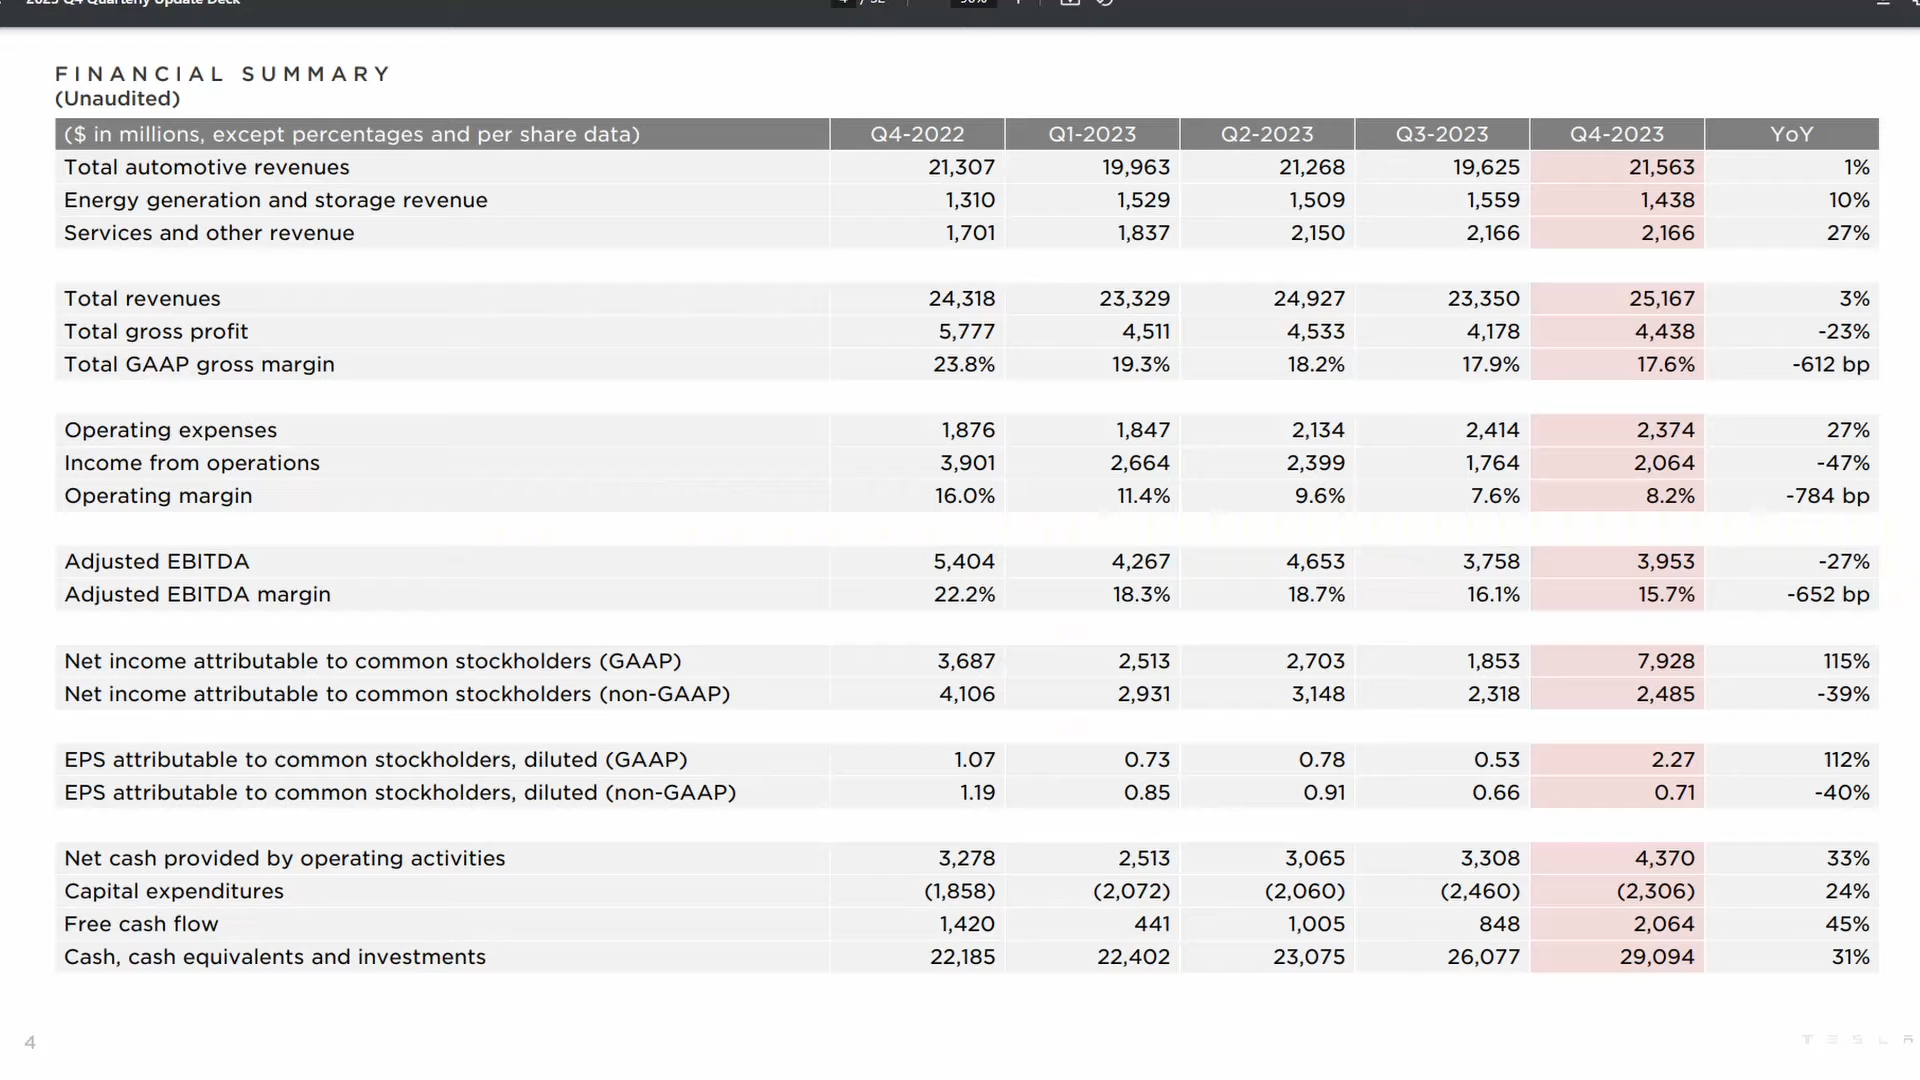 2023 Q4 Quarterly Update Deck 4 / 32 90%
FINANCIAL SUMMARY
(Unaudited)
($ in millions, except percentages and per share data) Q4-2022 Q1-2023 Q2-2023 Q3-2023 Q4-2023 YoY
Total automotive revenues 21,307 19,963 21,268 19,625 21,563 1%
Energy generation and storage revenue 1,310 1,529 1,509 1,559 1,438 10%
Services and other revenue 1,701 1,837 2,150 2,166 2,166 27%
Total revenues 24,318 23,329 24,927 23,350 25,167 3%
Total gross profit 5,777 4,511 4,533 4,178 4,438 -23%
Total GAAP gross margin 23.8% 19.3% 18.2% 17.9% 17.6% -612 bp
Operating expenses 1,876 1,847 2,134 2,414 2,374 27%
Income from operations 3,901 2,664 2,399 1,764 2,064 -47%
Operating margin 16.0% 11.4% 9.6% 7.6% 8.2% -784 bp
Adjusted EBITDA 5,404 4,267 4,653 3,758 3,953 -27%
Adjusted EBITDA margin 22.2% 18.3% 18.7% 16.1% 15.7% -652 bp
Net income attributable to common stockholders (GAAP) 3,687 2,513 2,703 1,853 7,928 115%
Net income attributable to common stockholders (non-GAAP) 4,106 2,931 3,148 2,318 2,485 -39%
EPS attributable to common stockholders, diluted (GAAP) 1.07 0.73 0.78 0.53 2.27 112%
EPS attributable to common stockholders, diluted (non-GAAP) 1.19 0.85 0.91 0.66 0.71 -40%
Net cash provided by operating activities 3,278 2,513 3,065 3,308 4,370 33%
Capital expenditures (1,858) (2,072) (2,060) (2,460) (2,306) 24%
Free cash flow 1,420 441 1,005 848 2,064 45%
Cash, cash equivalents and investments 22,185 22,402 23,075 26,077 29,094 31%
4 TESLA